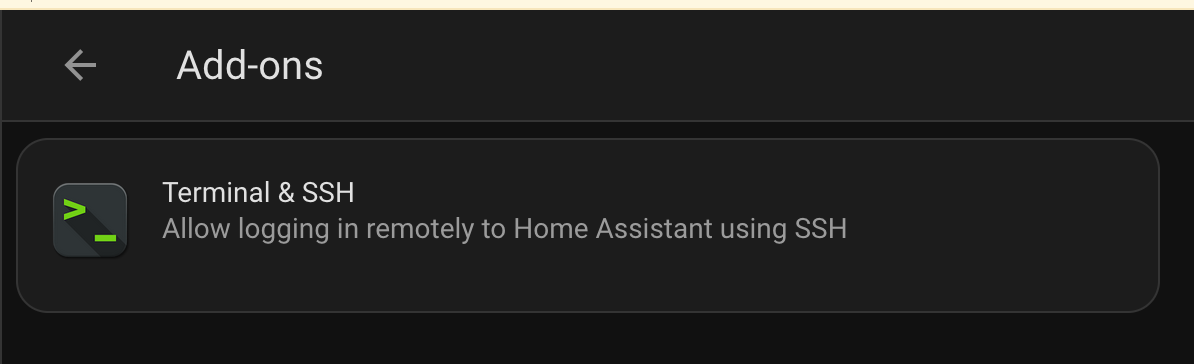 Add-ons
Terminal & SSH
Allow logging in remotely to Home Assistant using SSH